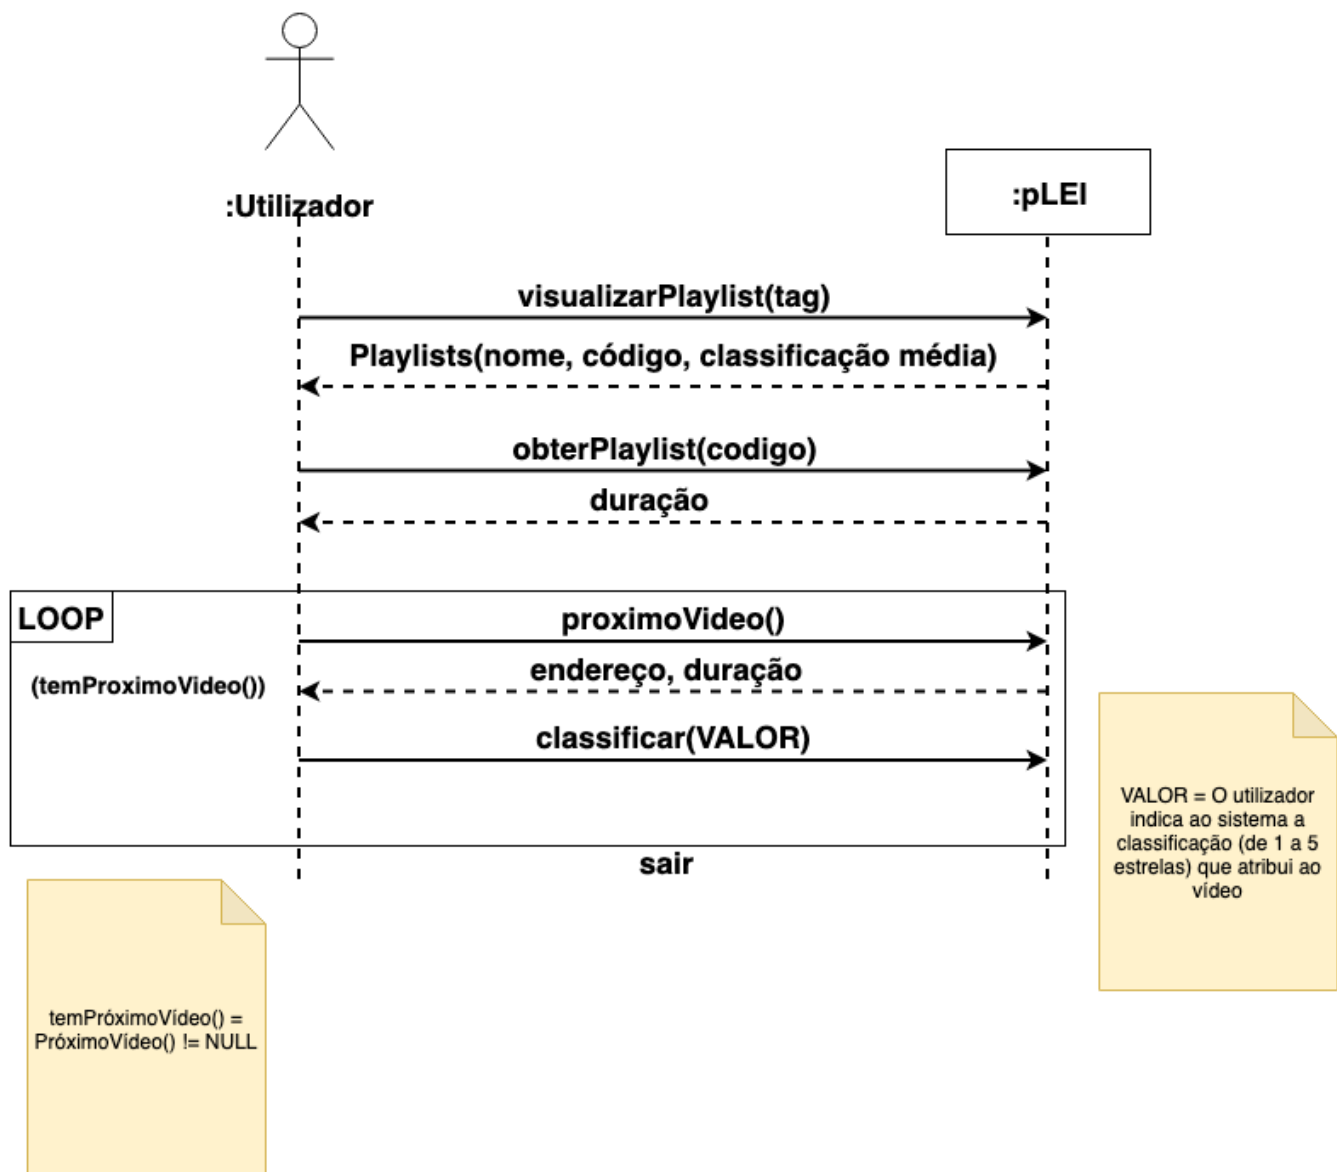 :Utilizador
:pLEI
visualizarPlaylist(tag)
Playlists(nome, código, classificação média)
obterPlaylist(codigo)
duração
LOOP
proximoVideo()
(temProximoVideo())
endereço, duração
classificar(VALOR)
sair
VALOR = O utilizador
indica ao sistema a
classificação (de 1 a 5
estrelas) que atribui ao
vídeo
temPróximoVídeo() =
PróximoVídeo() != NULL